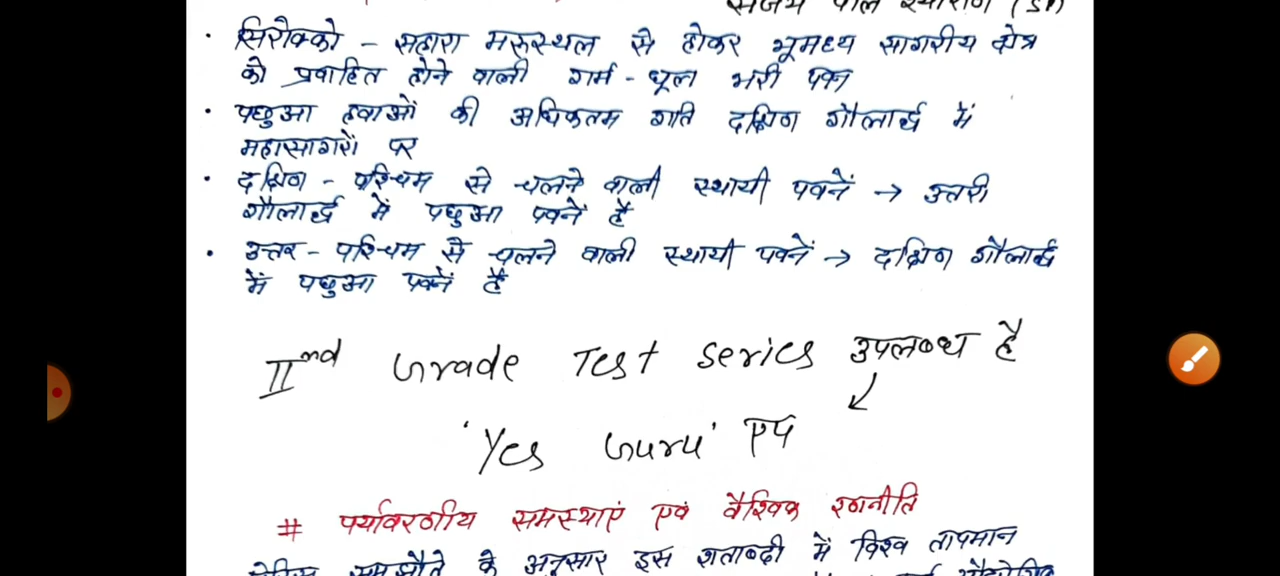 • सिरोक्को - सहारा मरुस्थल से होकर भूमध्य सागरीय क्षेत्र
को प्रवाहित होने वाली गर्म - धूल भरी पवन
• पछुआ हवाओं की अधिकतम गति दक्षिण गौलार्द्ध में
महासागरों पर
• दक्षिण - पश्चिम से चलने वाली स्थायी पवनें → उत्तरी
गौलार्द्ध में पछुआ पवनें है
• उत्तर - पश्चिम से चलने वाली स्थायी पवनें → दक्षिण गौलार्द्ध
में पछुआ पवनें है
IInd Grade Test Series उपलब्ध है
↙
'Yes Guru' एप
# पर्यावरणीय समस्याएं एवं वैश्विक रणनीति
समझौते के अनुसार इस शताब्दी में विश्व तापमान